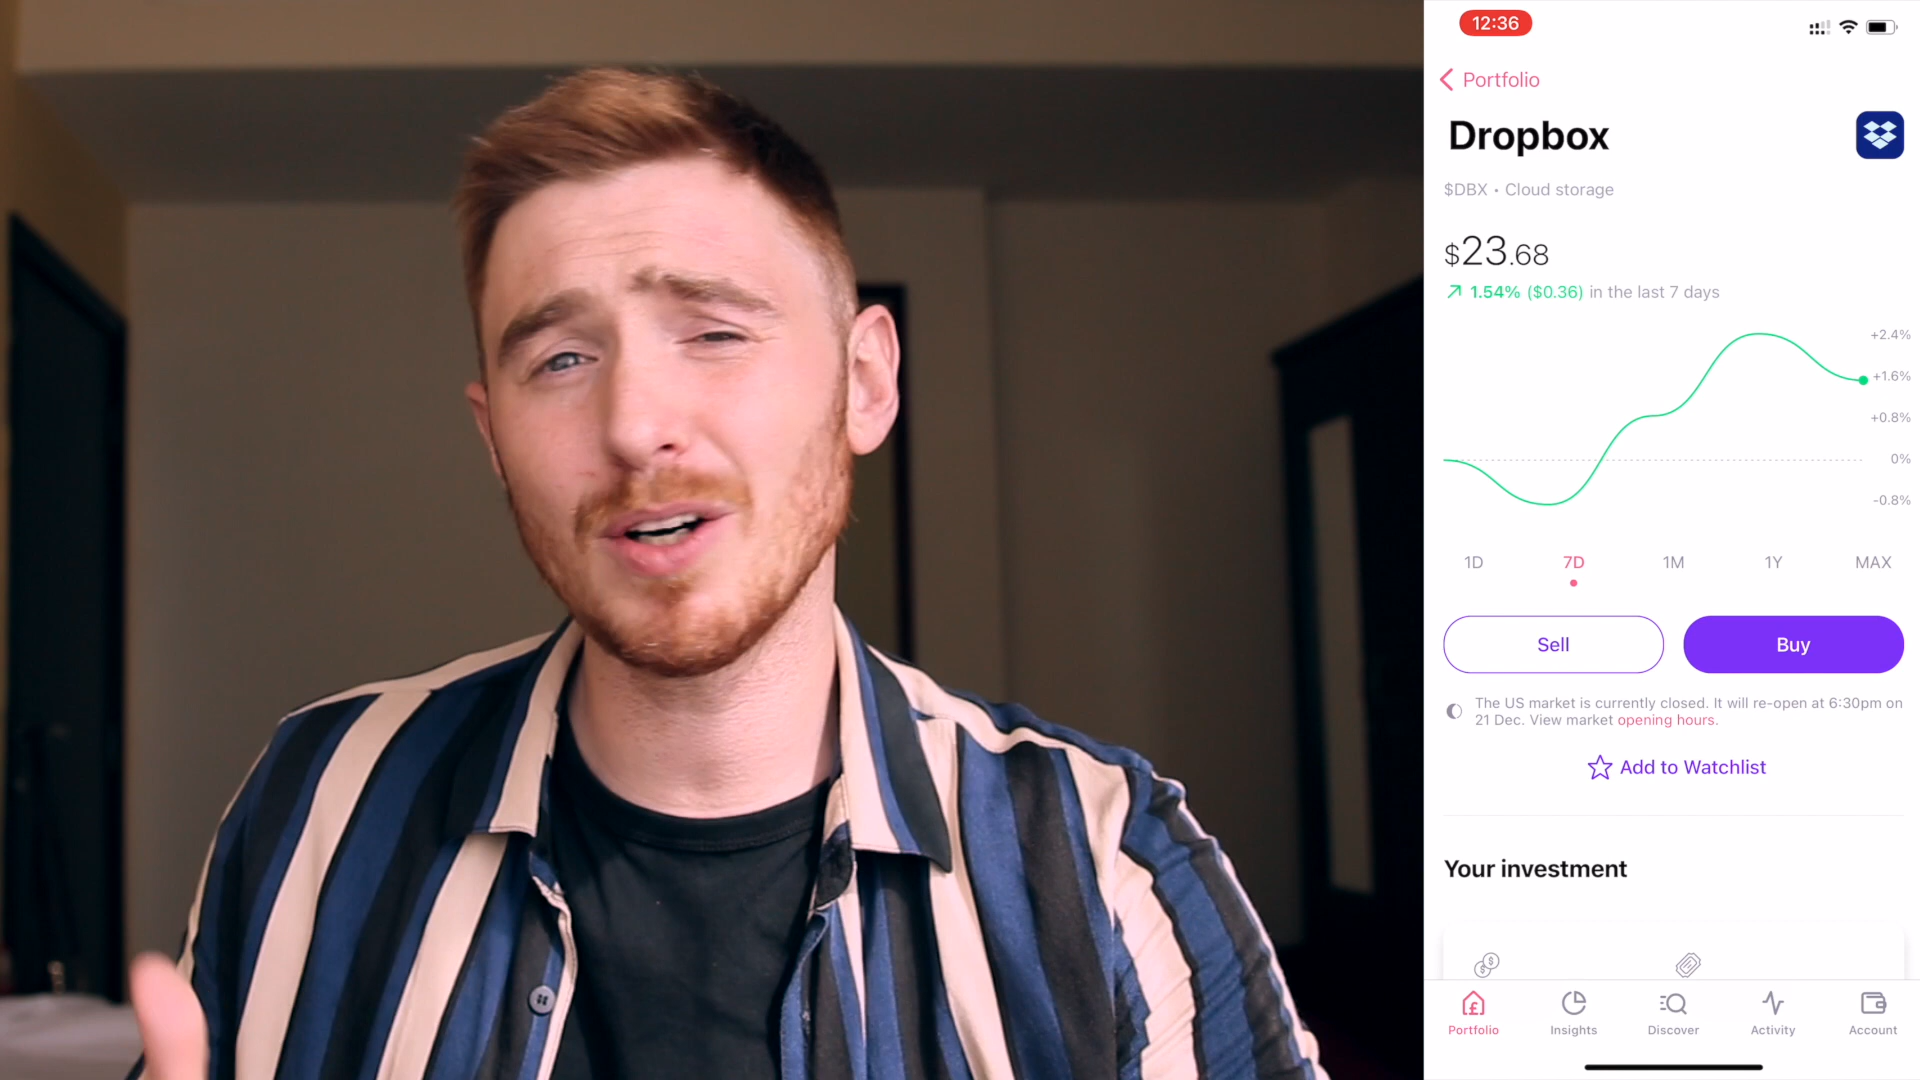 12:36
Portfolio
Dropbox
$DBX • Cloud storage
$23.68
1.54% ($0.36) in the last 7 days
+2.4%
+1.6%
+0.8%
0%
-0.8%
1D 7D 1M 1Y MAX
Sell Buy
The US market is currently closed. It will re-open at 6:30pm on
21 Dec. View market opening hours.
Add to Watchlist
Your investment
Portfolio Insights Discover Activity Account